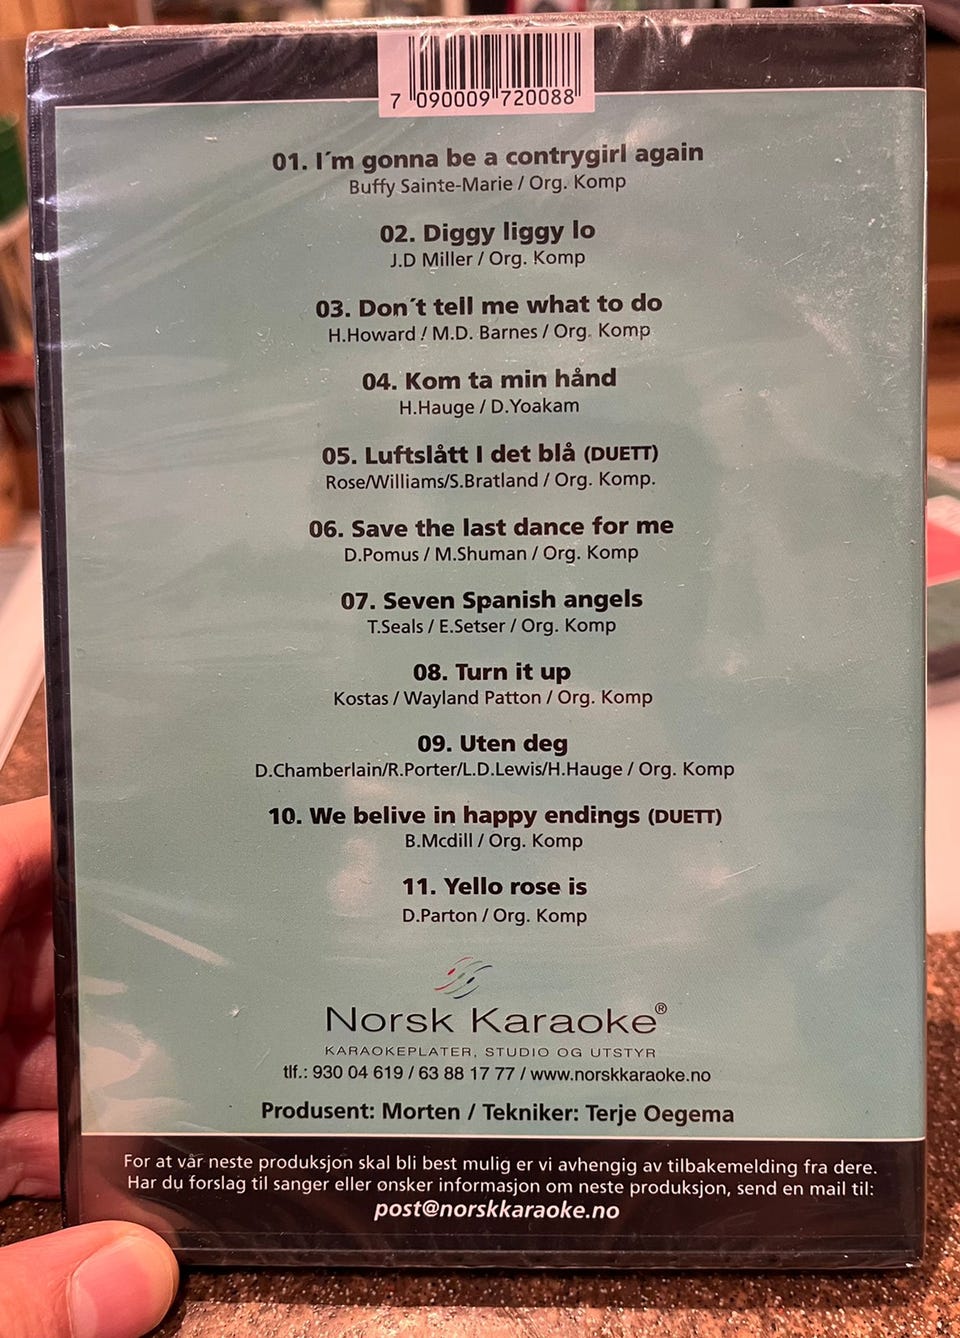 7 090009 720088
01. I´m gonna be a contrygirl again
Buffy Sainte-Marie / Org. Komp
02. Diggy liggy lo
J.D Miller / Org. Komp
03. Don´t tell me what to do
H.Howard / M.D. Barnes / Org. Komp
04. Kom ta min hånd
H.Hauge / D.Yoakam
05. Luftslått I det blå (DUETT)
Rose/Williams/S.Bratland / Org. Komp.
06. Save the last dance for me
D.Pomus / M.Shuman / Org. Komp
07. Seven Spanish angels
T.Seals / E.Setser / Org. Komp
08. Turn it up
Kostas / Wayland Patton / Org. Komp
09. Uten deg
D.Chamberlain/R.Porter/L.D.Lewis/H.Hauge / Org. Komp
10. We belive in happy endings (DUETT)
B.Mcdill / Org. Komp
11. Yello rose is
D.Parton / Org. Komp
Norsk Karaoke®
KARAOKEPLATER, STUDIO OG UTSTYR
tlf.: 930 04 619 / 63 88 17 77 / www.norskkaraoke.no
Produsent: Morten / Tekniker: Terje Oegema
For at vår neste produksjon skal bli best mulig er vi avhengig av tilbakemelding fra dere.
Har du forslag til sanger eller ønsker informasjon om neste produksjon, send en mail til:
post@norskkaraoke.no